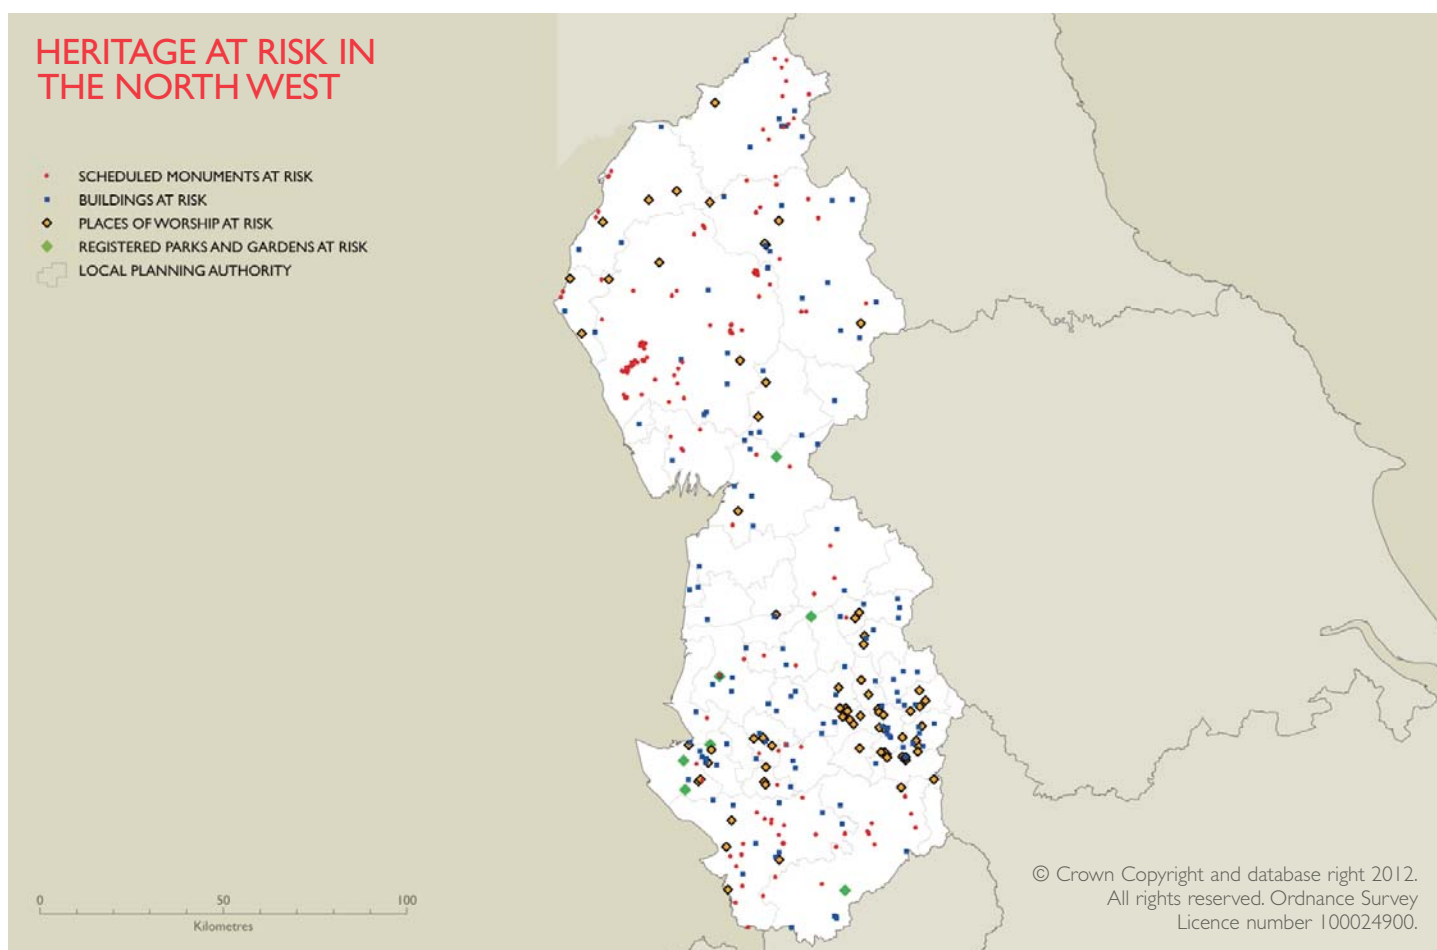 HERITAGE AT RISK IN
THE NORTH WEST
SCHEDULED MONUMENTS AT RISK
BUILDINGS AT RISK
PLACES OF WORSHIP AT RISK
REGISTERED PARKS AND GARDENS AT RISK
LOCAL PLANNING AUTHORITY
0 50 100
Kilometres
© Crown Copyright and database right 2012.
All rights reserved. Ordnance Survey
Licence number 100024900.